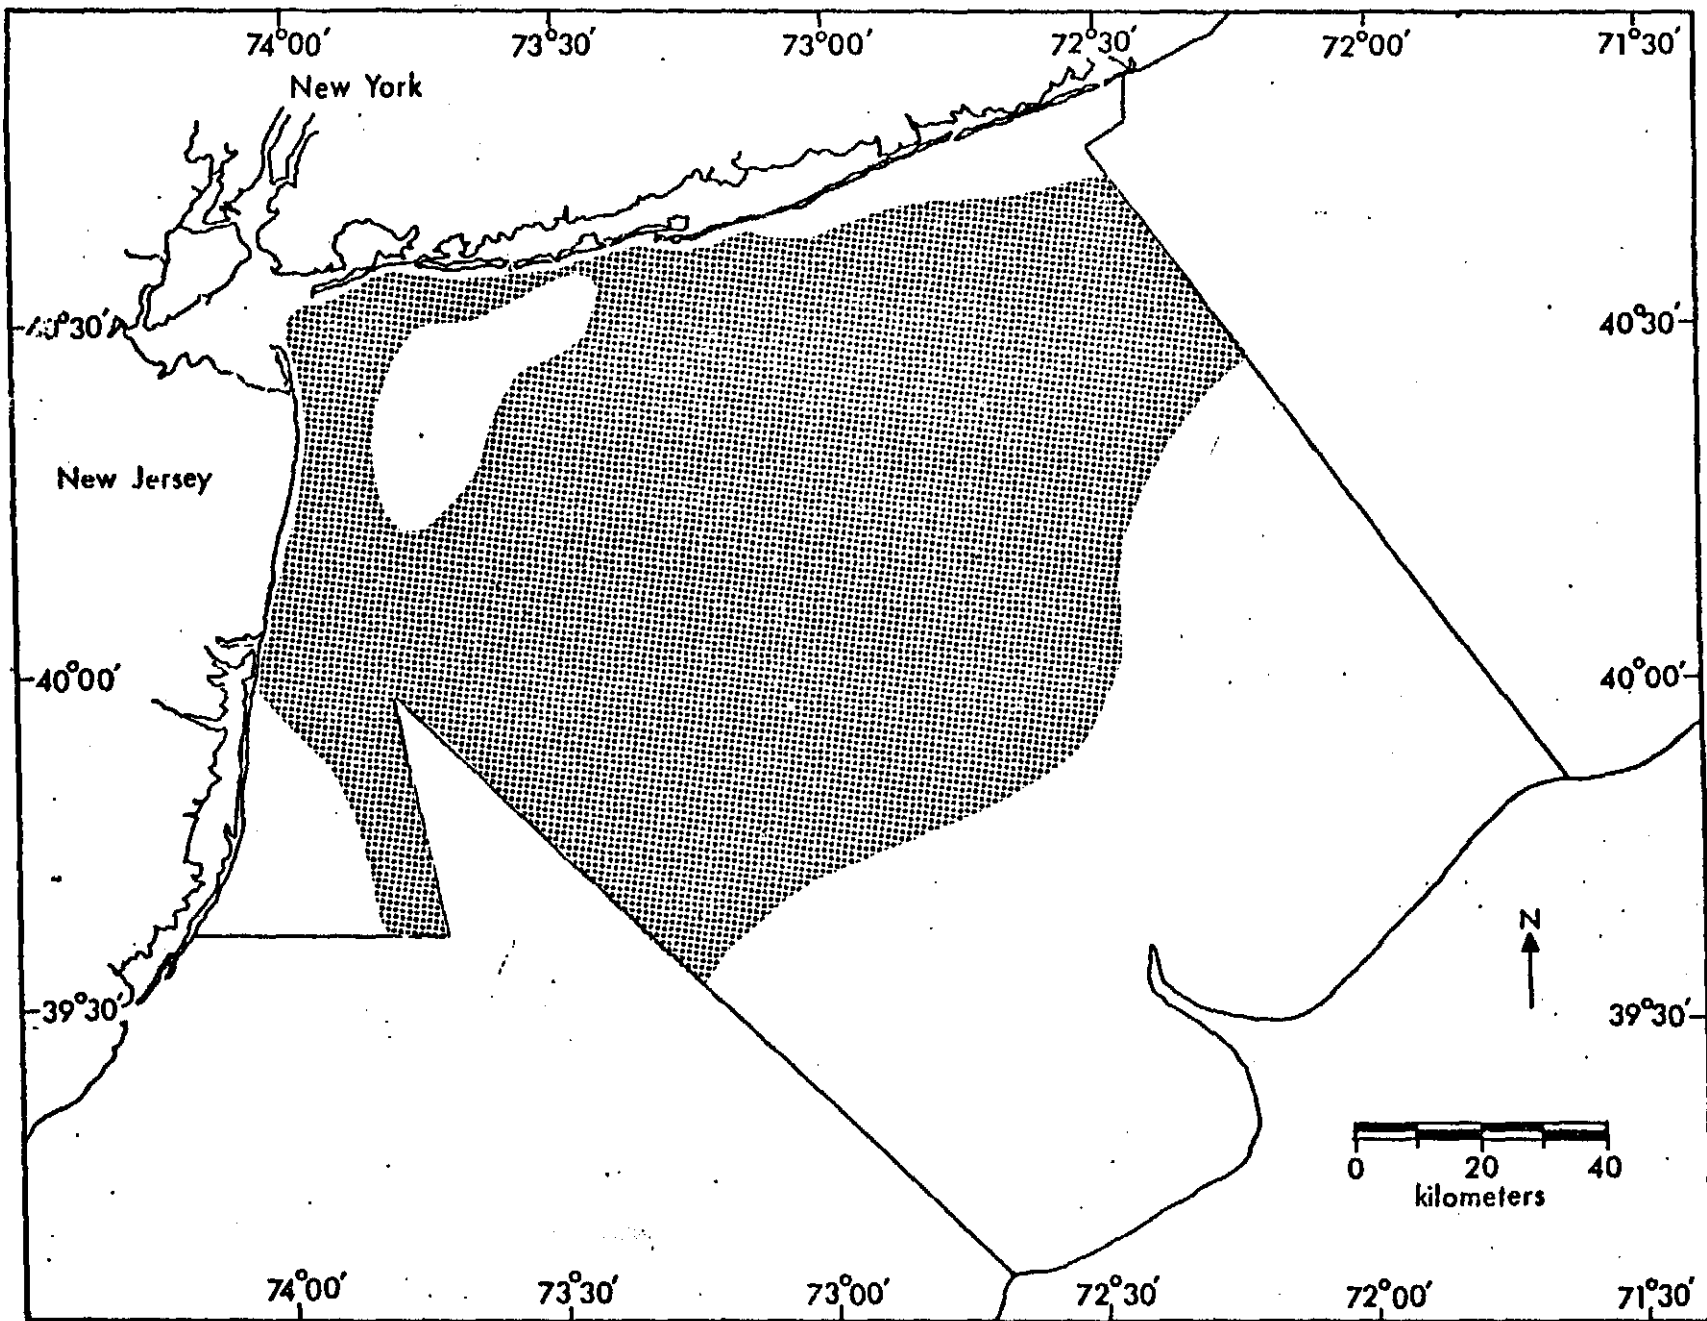 74°00′ 73°30′ 73°00′ 72°30′ 72°00′ 71°30′
New York
40°30′ 40°30′
New Jersey
40°00′ 40°00′
N
39°30′ 39°30′
0 20 40
kilometers
74°00′ 73°30′ 73°00′ 72°30′ 72°00′ 71°30′